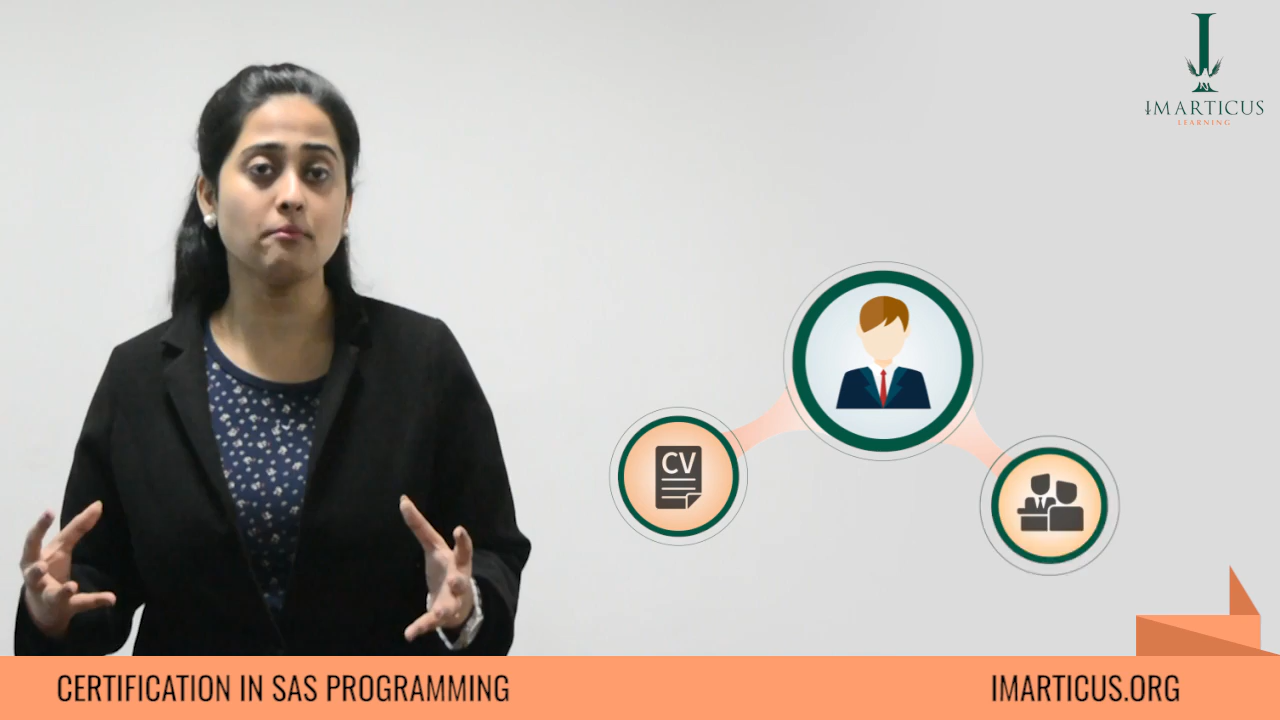 IMARTICUS
LEARNING
CV
CERTIFICATION IN SAS PROGRAMMING
IMARTICUS.ORG